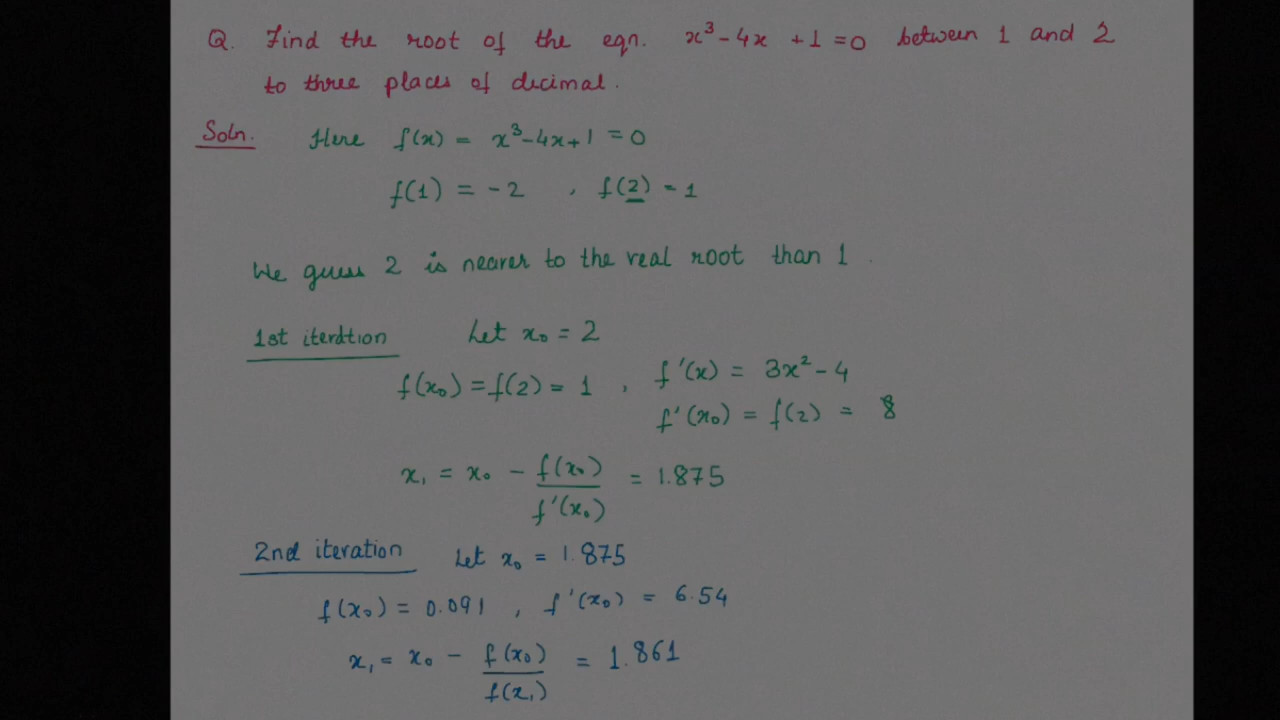 Q. Find the root of the eqn. x³ - 4x + 1 = 0 between 1 and 2
to three places of decimal.
Soln. Here f(x) = x³-4x+1 = 0
f(1) = -2 , f(2) = 1
We guess 2 is nearer to the real root than 1.
1st iterdtion Let x₀ = 2
f(x₀) = f(2) = 1 , f'(x) = 3x² - 4
f'(x₀) = f(2) = 8
x₁ = x₀ - f(x₀)/f'(x₀) = 1.875
2nd iteration Let x₀ = 1.875
f(x₀) = 0.091 , f'(x₀) = 6.54
x₁ = x₀ - f(x₀)/f(x₁) = 1.861